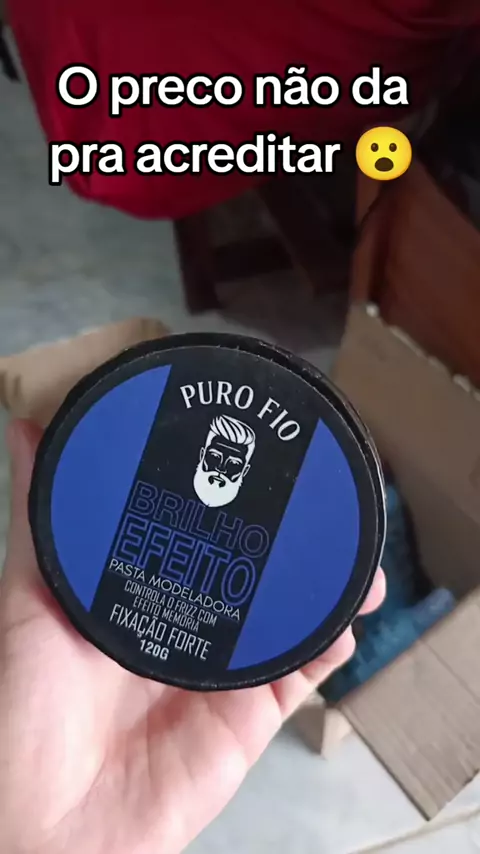 O preco não da
pra acreditar 😮
PURO FIO
BRILHO
EFEITO
PASTA MODELADORA
CONTROLA O FRIZZ COM
EFEITO MEMÓRIA
FIXAÇÃO FORTE
120G